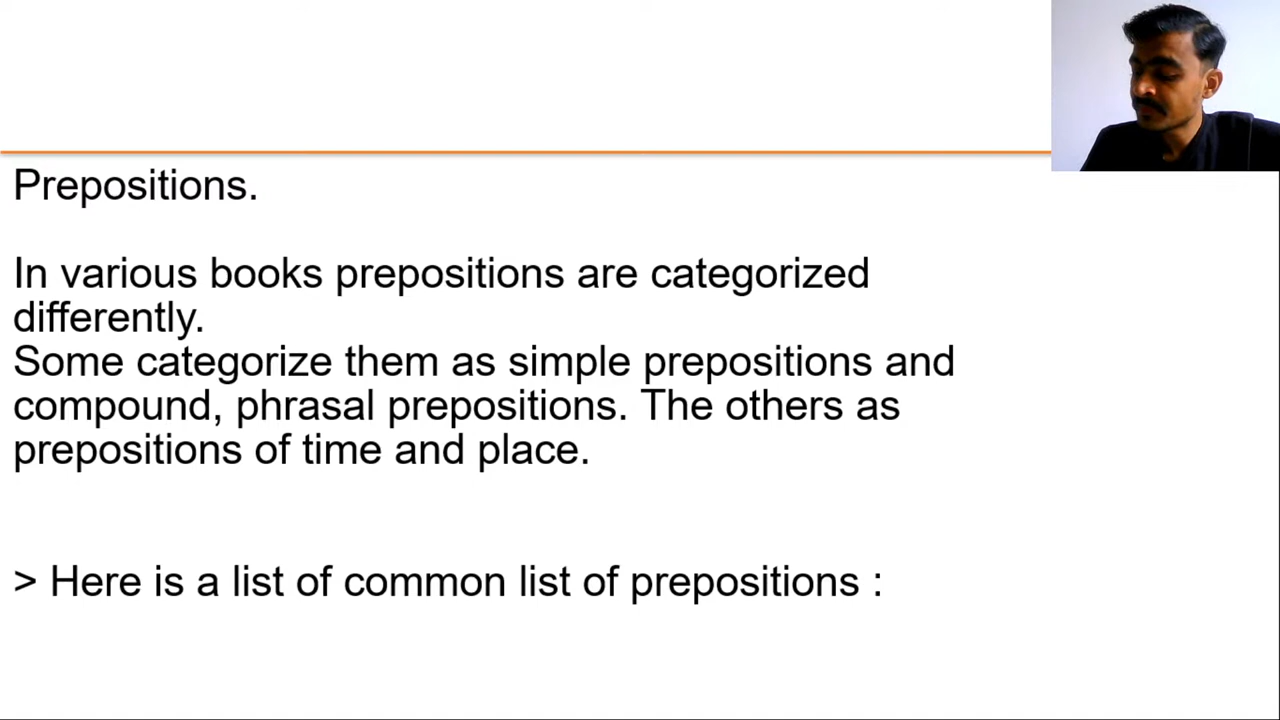 Prepositions.
In various books prepositions are categorized
differently.
Some categorize them as simple prepositions and
compound, phrasal prepositions. The others as
prepositions of time and place.
> Here is a list of common list of prepositions :